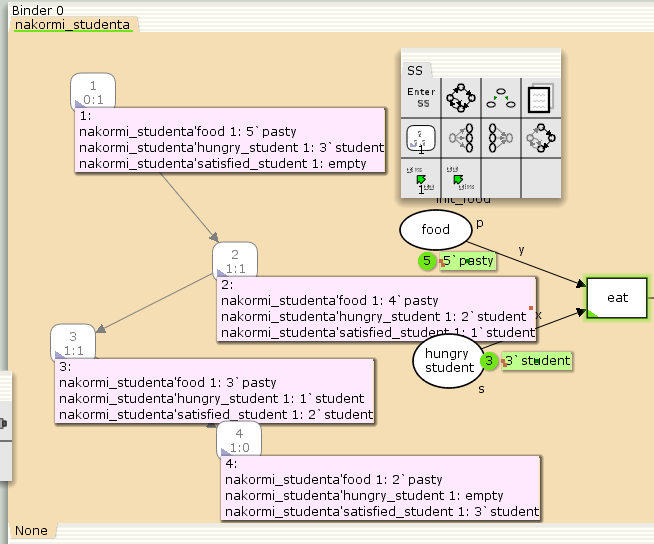 Binder 0
nakormi_studenta
SS
Enter
SS
1
1
1
0:1
1:
nakormi_studenta'food 1: 5`pasty
nakormi_studenta'hungry_student 1: 3`student
nakormi_studenta'satisfied_student 1: empty
init_food
food
p
y
5
5`pasty
2
1:1
2:
nakormi_studenta'food 1: 4`pasty
nakormi_studenta'hungry_student 1: 2`student
nakormi_studenta'satisfied_student 1: 1`student
eat
x
hungry
student
3
3`student
s
3
1:1
3:
nakormi_studenta'food 1: 3`pasty
nakormi_studenta'hungry_student 1: 1`student
nakormi_studenta'satisfied_student 1: 2`student
4
1:0
4:
nakormi_studenta'food 1: 2`pasty
nakormi_studenta'hungry_student 1: empty
nakormi_studenta'satisfied_student 1: 3`student
None